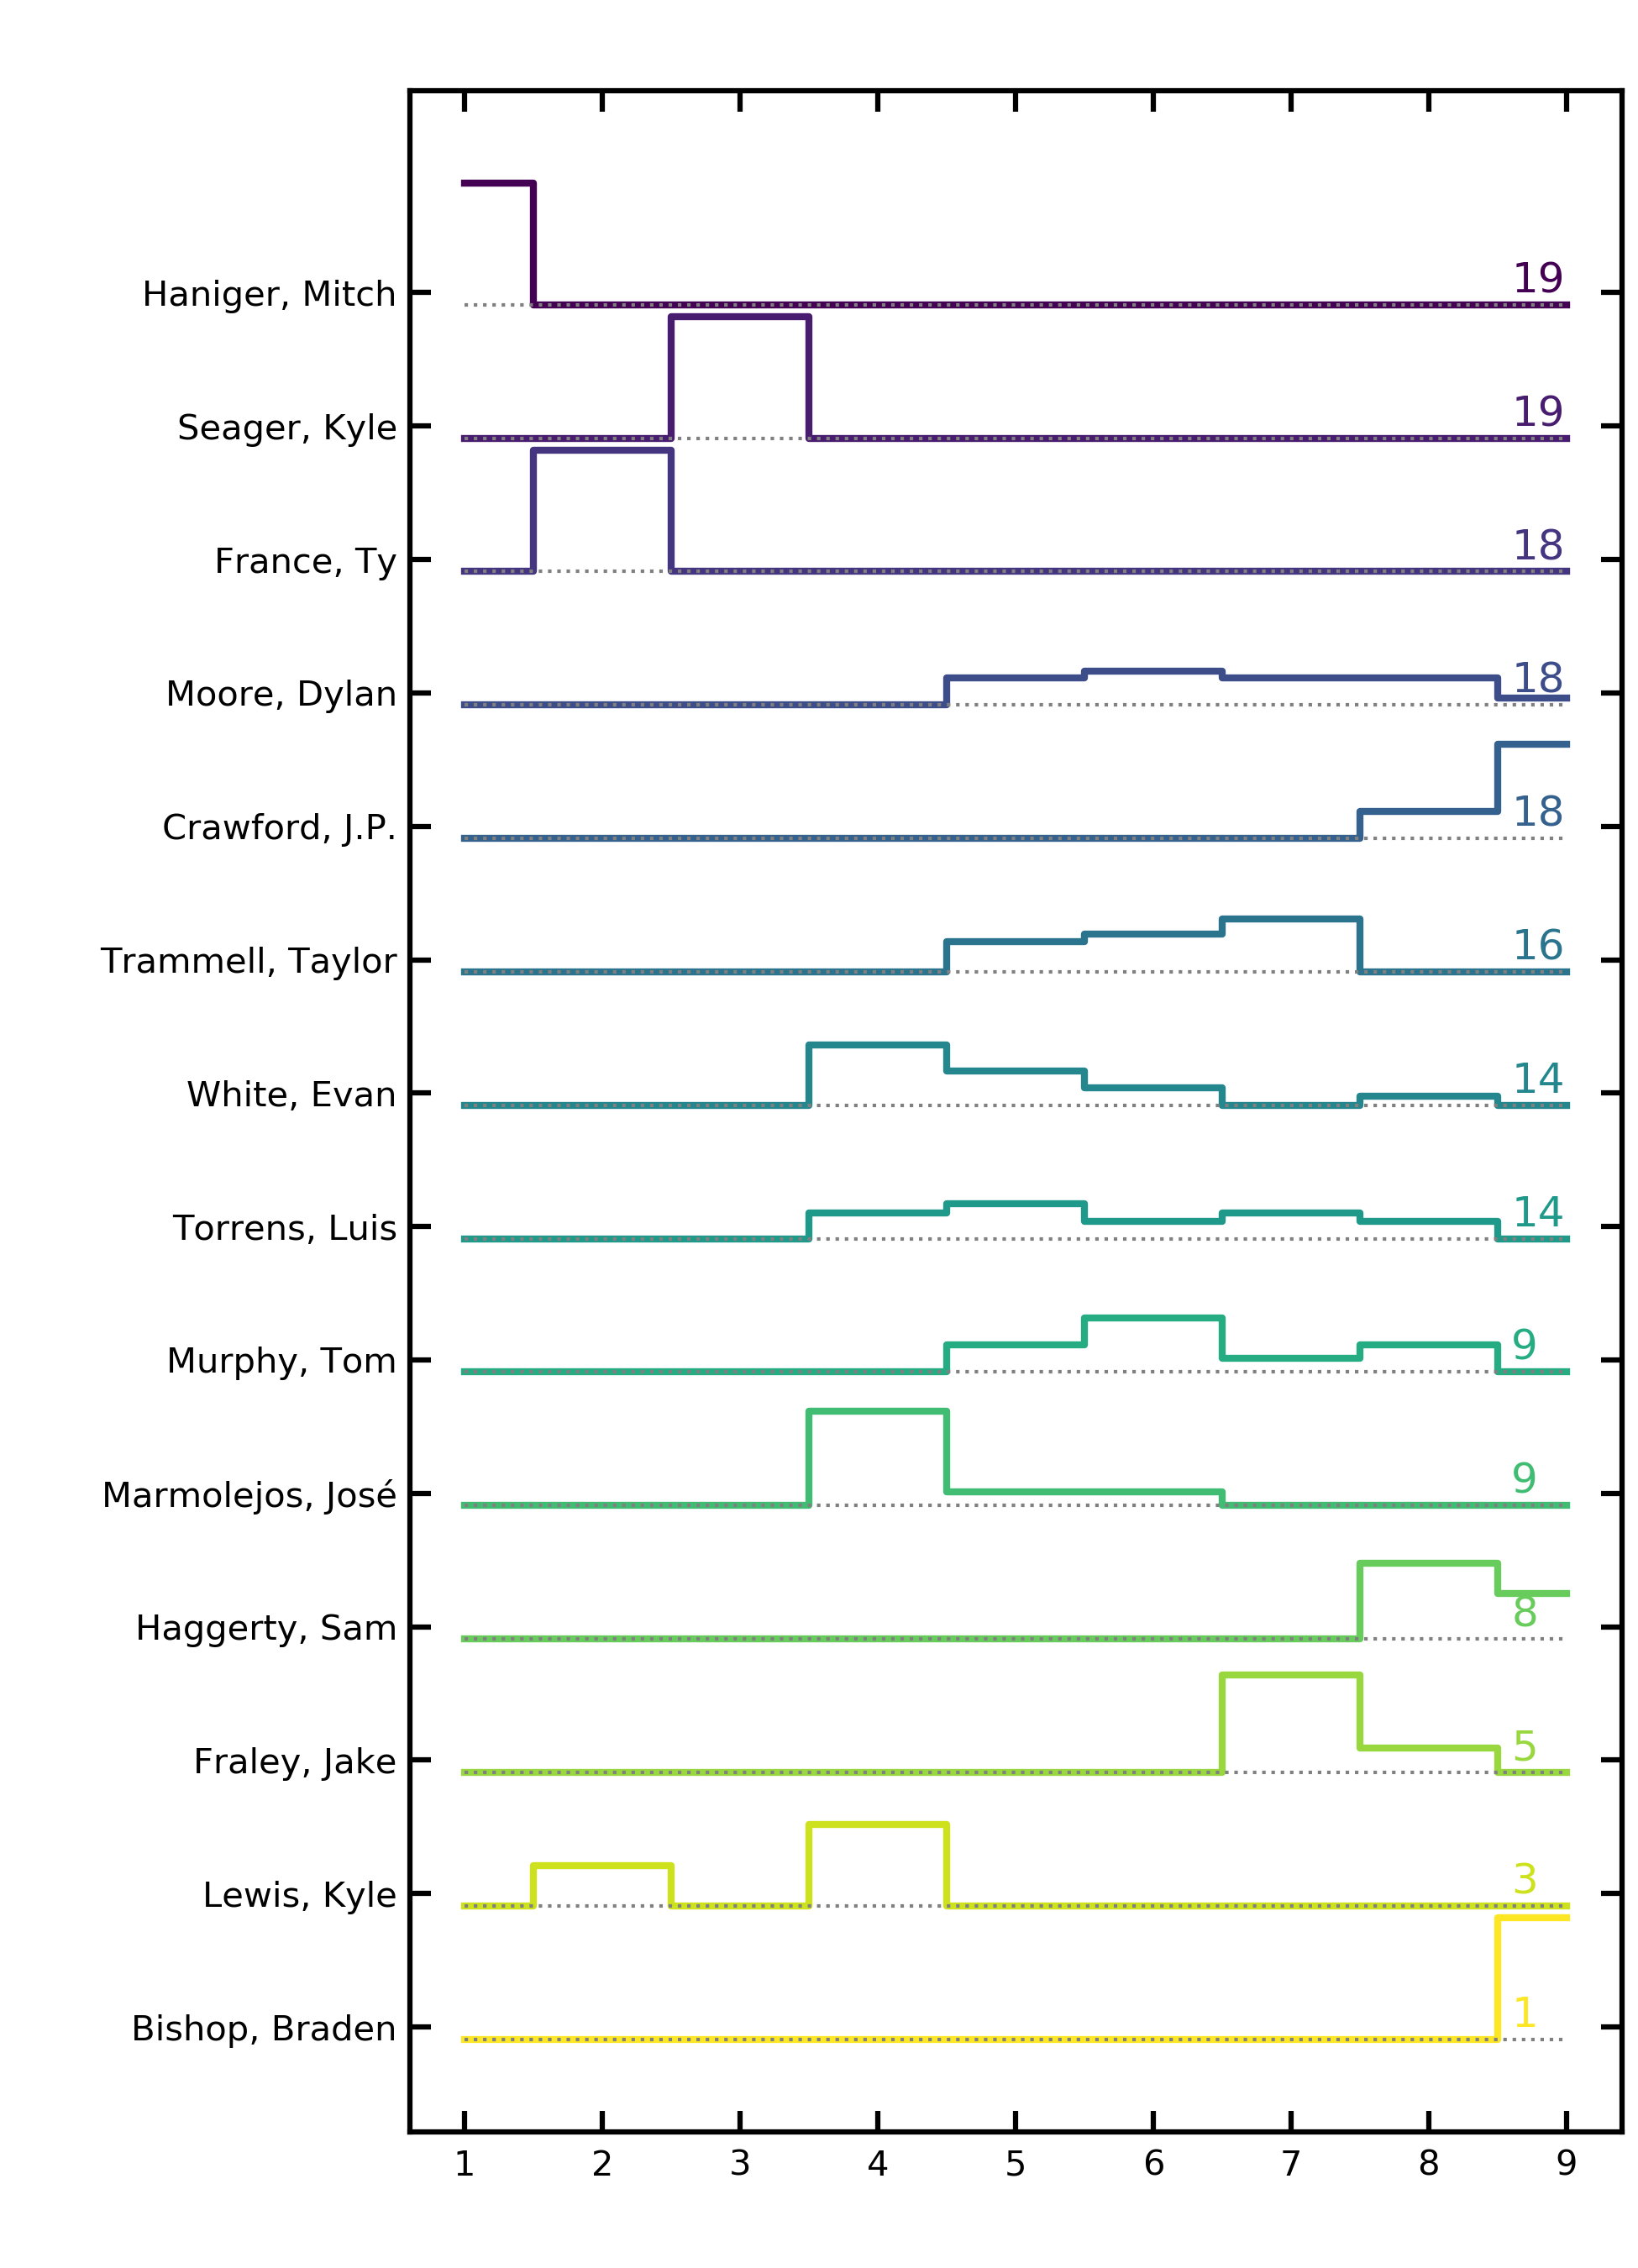 Haniger, Mitch 19
Seager, Kyle 19
France, Ty 18
Moore, Dylan 18
Crawford, J.P. 18
Trammell, Taylor 16
White, Evan 14
Torrens, Luis 14
Murphy, Tom 9
Marmolejos, José 9
Haggerty, Sam 8
Fraley, Jake 5
Lewis, Kyle 3
Bishop, Braden 1
1 2 3 4 5 6 7 8 9